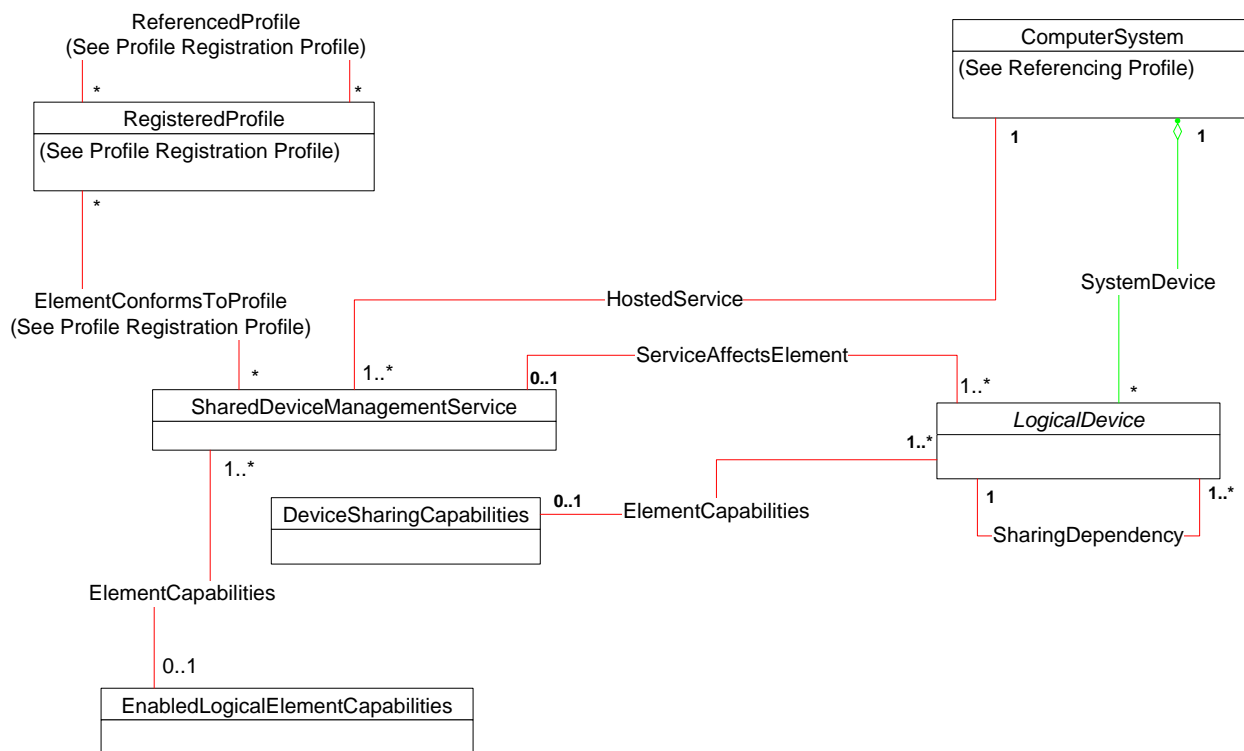 ReferencedProfile
(See Profile Registration Profile)
*
*
RegisteredProfile
(See Profile Registration Profile)
*
ComputerSystem
(See Referencing Profile)
1
1
ElementConformsToProfile
(See Profile Registration Profile)
HostedService
SystemDevice
ServiceAffectsElement
*
1..*
0..1
1..*
*
SharedDeviceManagementService
LogicalDevice
1..*
1..*
DeviceSharingCapabilities
0..1
ElementCapabilities
1
1..*
SharingDependency
ElementCapabilities
0..1
EnabledLogicalElementCapabilities